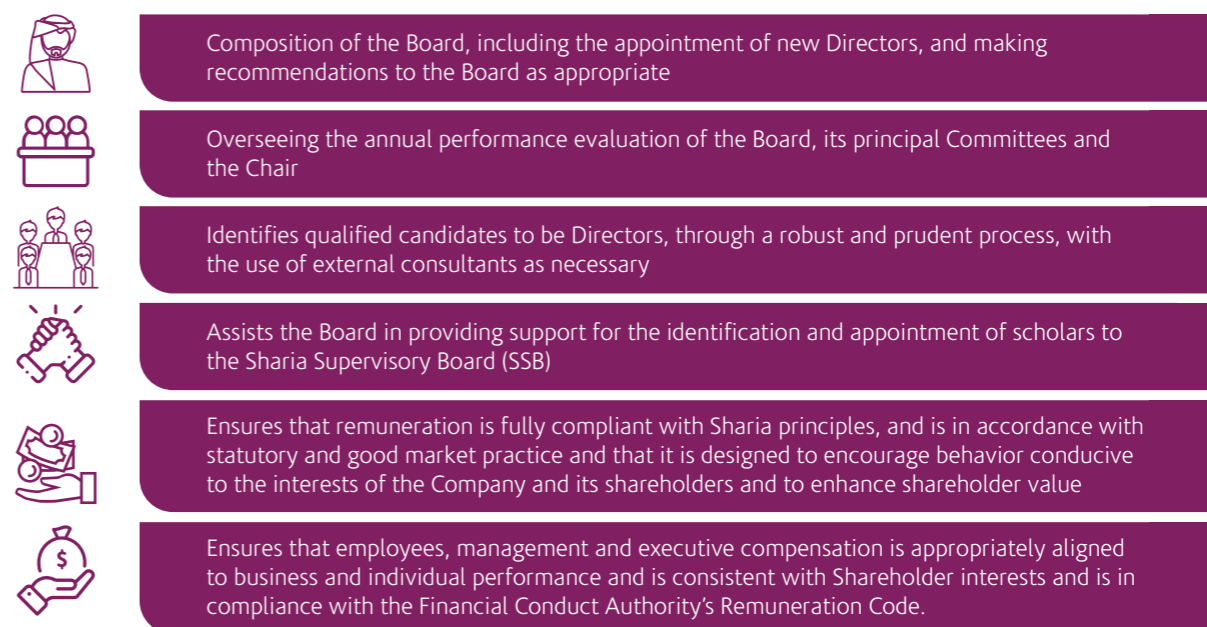 Composition of the Board, including the appointment of new Directors, and making
recommendations to the Board as appropriate
Overseeing the annual performance evaluation of the Board, its principal Committees and
the Chair
Identifies qualified candidates to be Directors, through a robust and prudent process, with
the use of external consultants as necessary
Assists the Board in providing support for the identification and appointment of scholars to
the Sharia Supervisory Board (SSB)
Ensures that remuneration is fully compliant with Sharia principles, and is in accordance with
statutory and good market practice and that it is designed to encourage behavior conducive
to the interests of the Company and its shareholders and to enhance shareholder value
$
Ensures that employees, management and executive compensation is appropriately aligned
to business and individual performance and is consistent with Shareholder interests and is in
compliance with the Financial Conduct Authority's Remuneration Code.